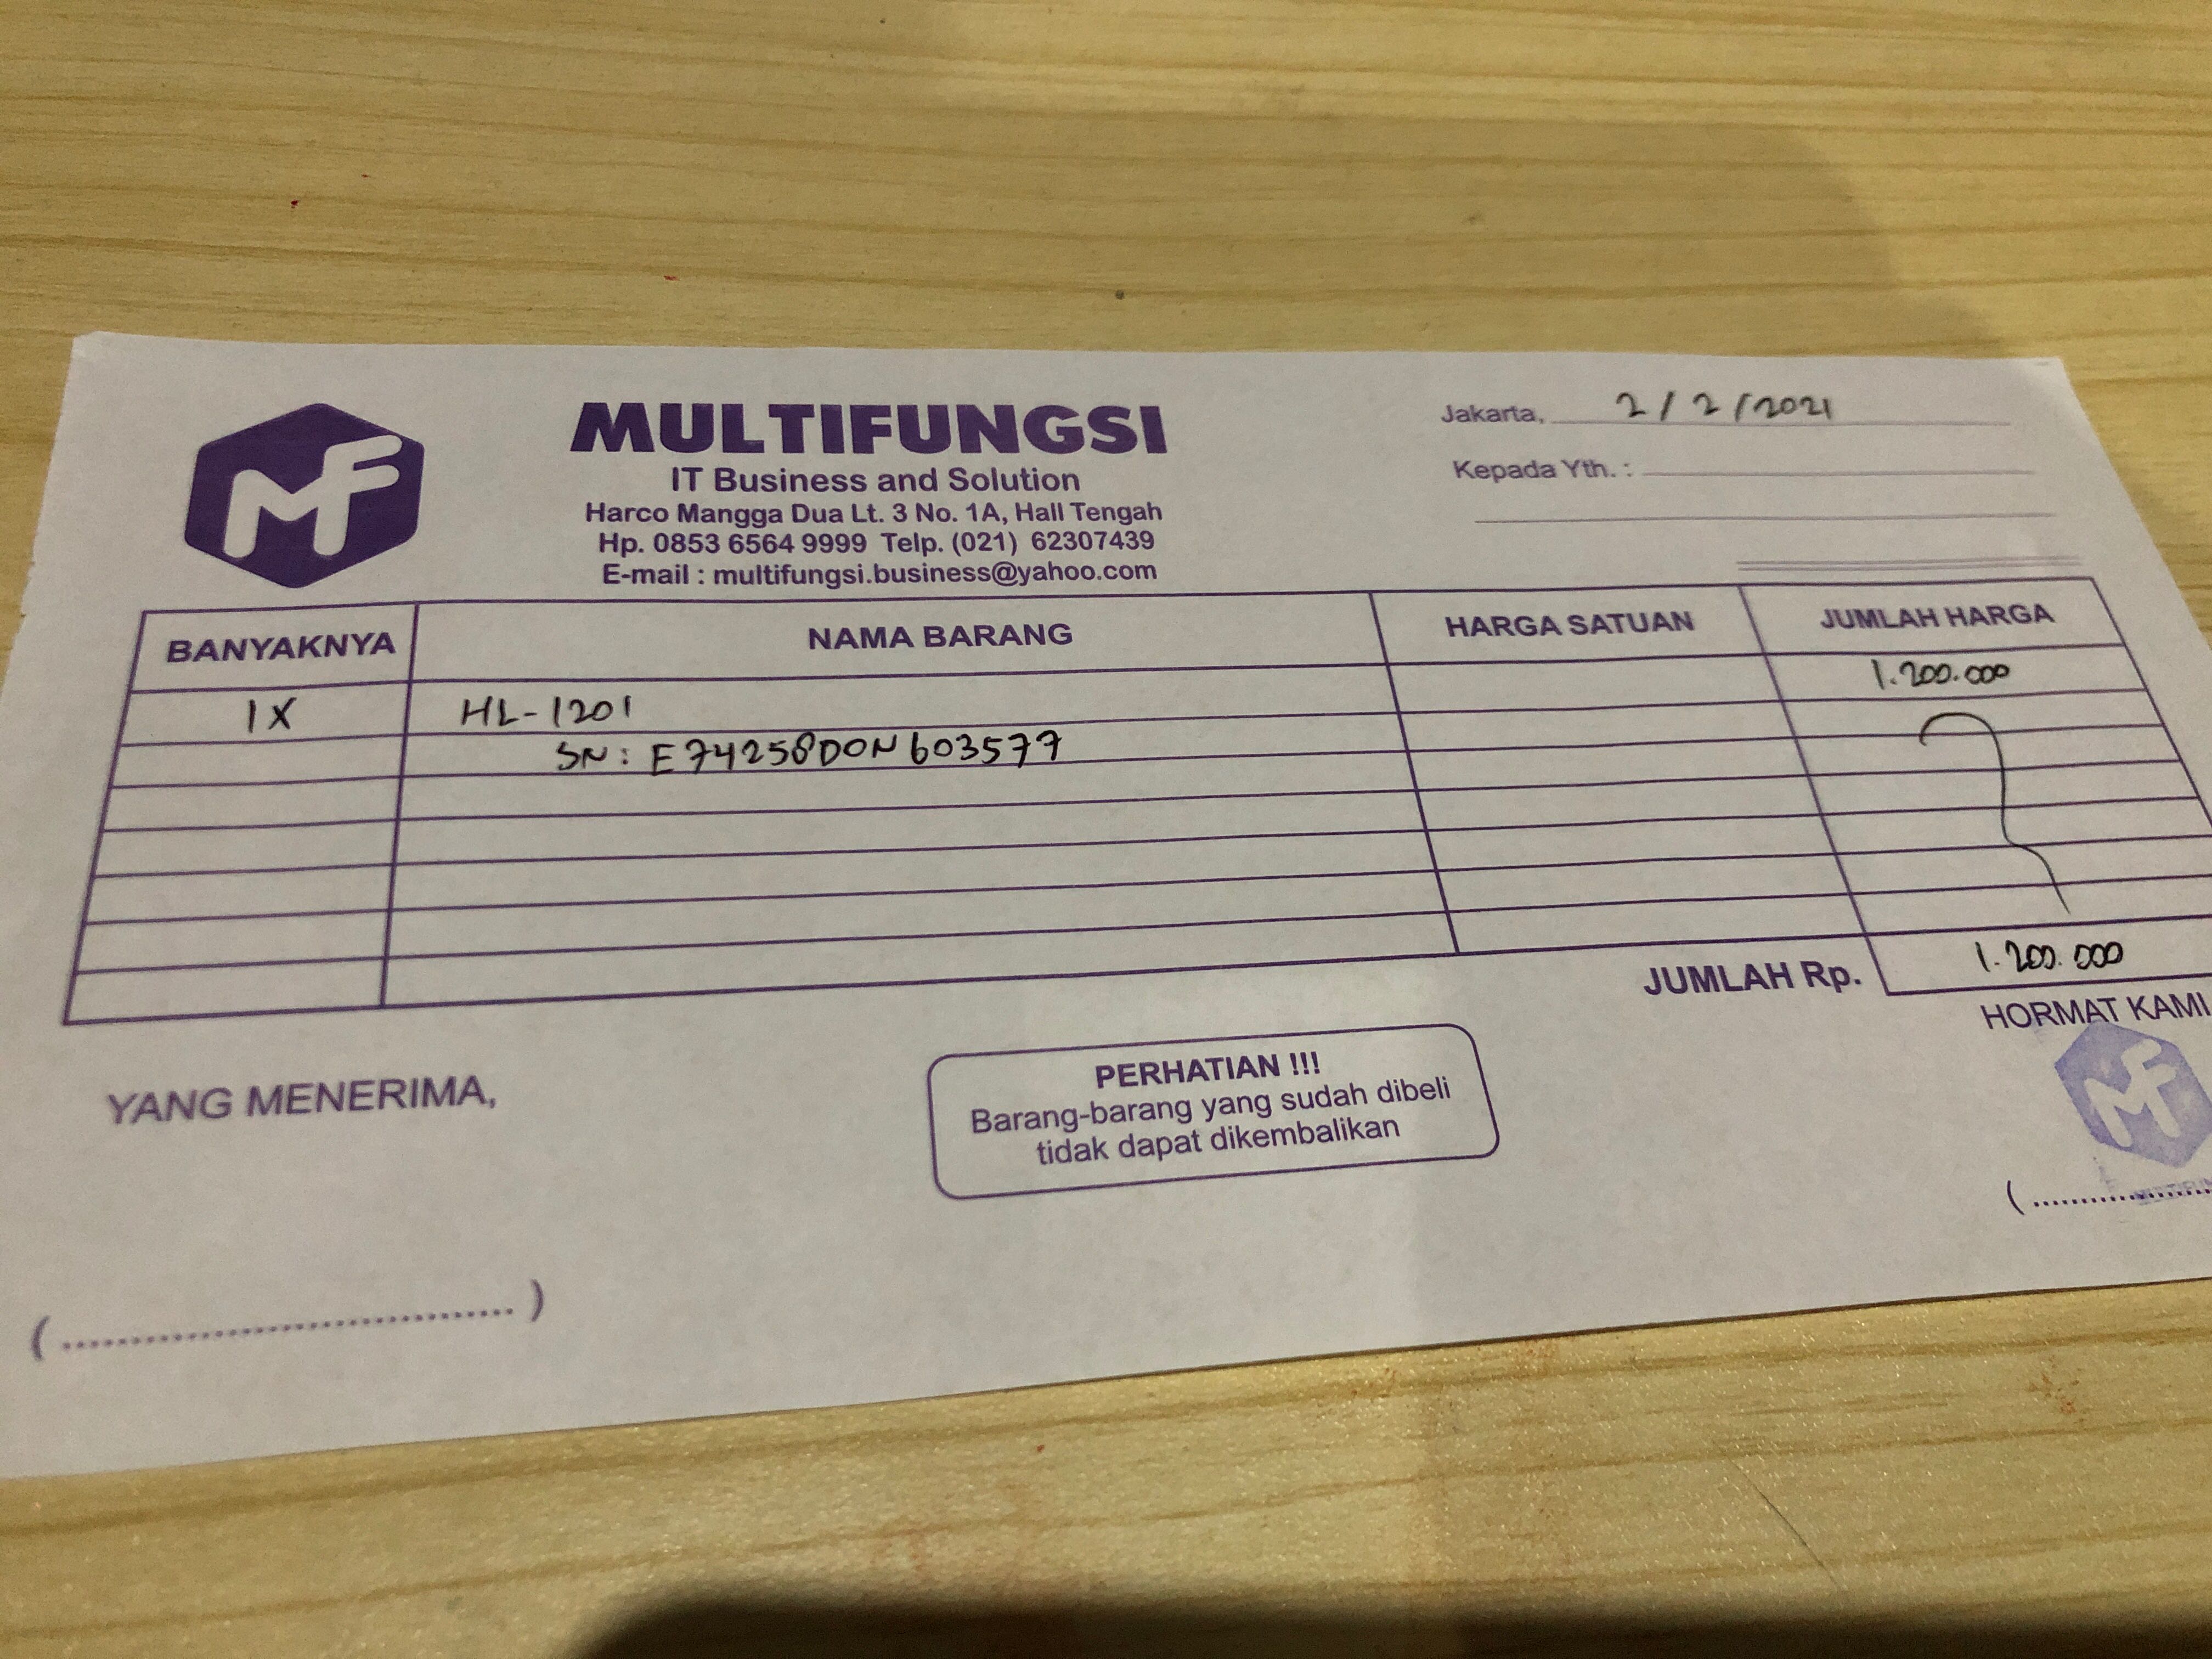 MF
MULTIFUNGSI
IT Business and Solution
Harco Mangga Dua Lt. 3 No. 1A, Hall Tengah
Hp. 0853 6564 9999 Telp. (021) 62307439
E-mail : multifungsi.business@yahoo.com
Jakarta, 2/2/2021
Kepada Yth. :
BANYAKNYA NAMA BARANG HARGA SATUAN JUMLAH HARGA
1X HL-1201 1.200.000
SN: E74258D0N603577
JUMLAH Rp. 1.200.000
YANG MENERIMA,
(.................................)
PERHATIAN !!!
Barang-barang yang sudah dibeli
tidak dapat dikembalikan
HORMAT KAMI
MF
(....................